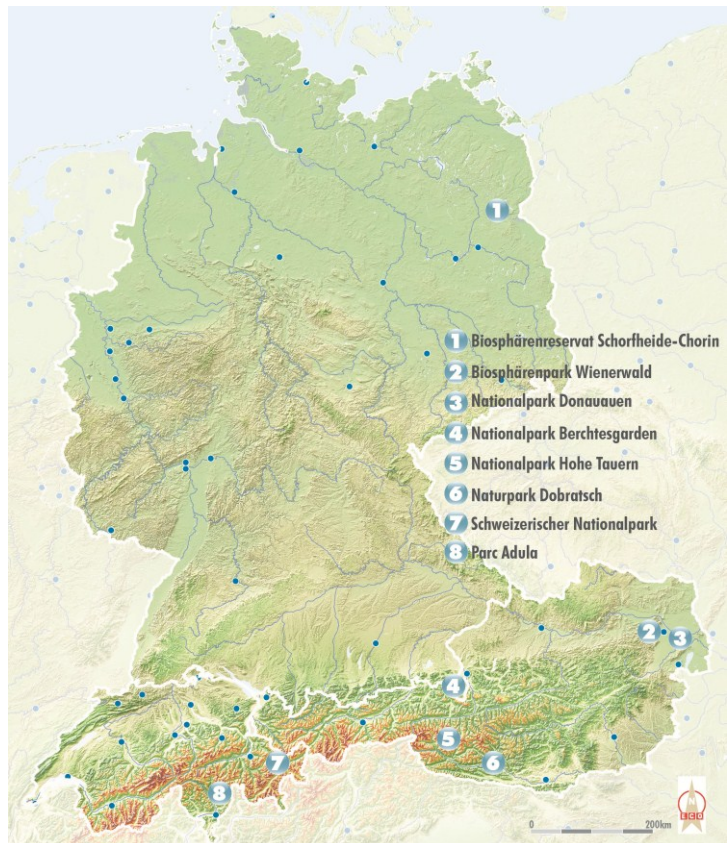 1
1 Biosphärenreservat Schorfheide-Chorin
2 Biosphärenpark Wienerwald
3 Nationalpark Donauauen
4 Nationalpark Berchtesgarden
5 Nationalpark Hohe Tauern
6 Naturpark Dobratsch
7 Schweizerischer Nationalpark
8 Parc Adula
2 3
4
5
7 6
8
E C O
0 200km